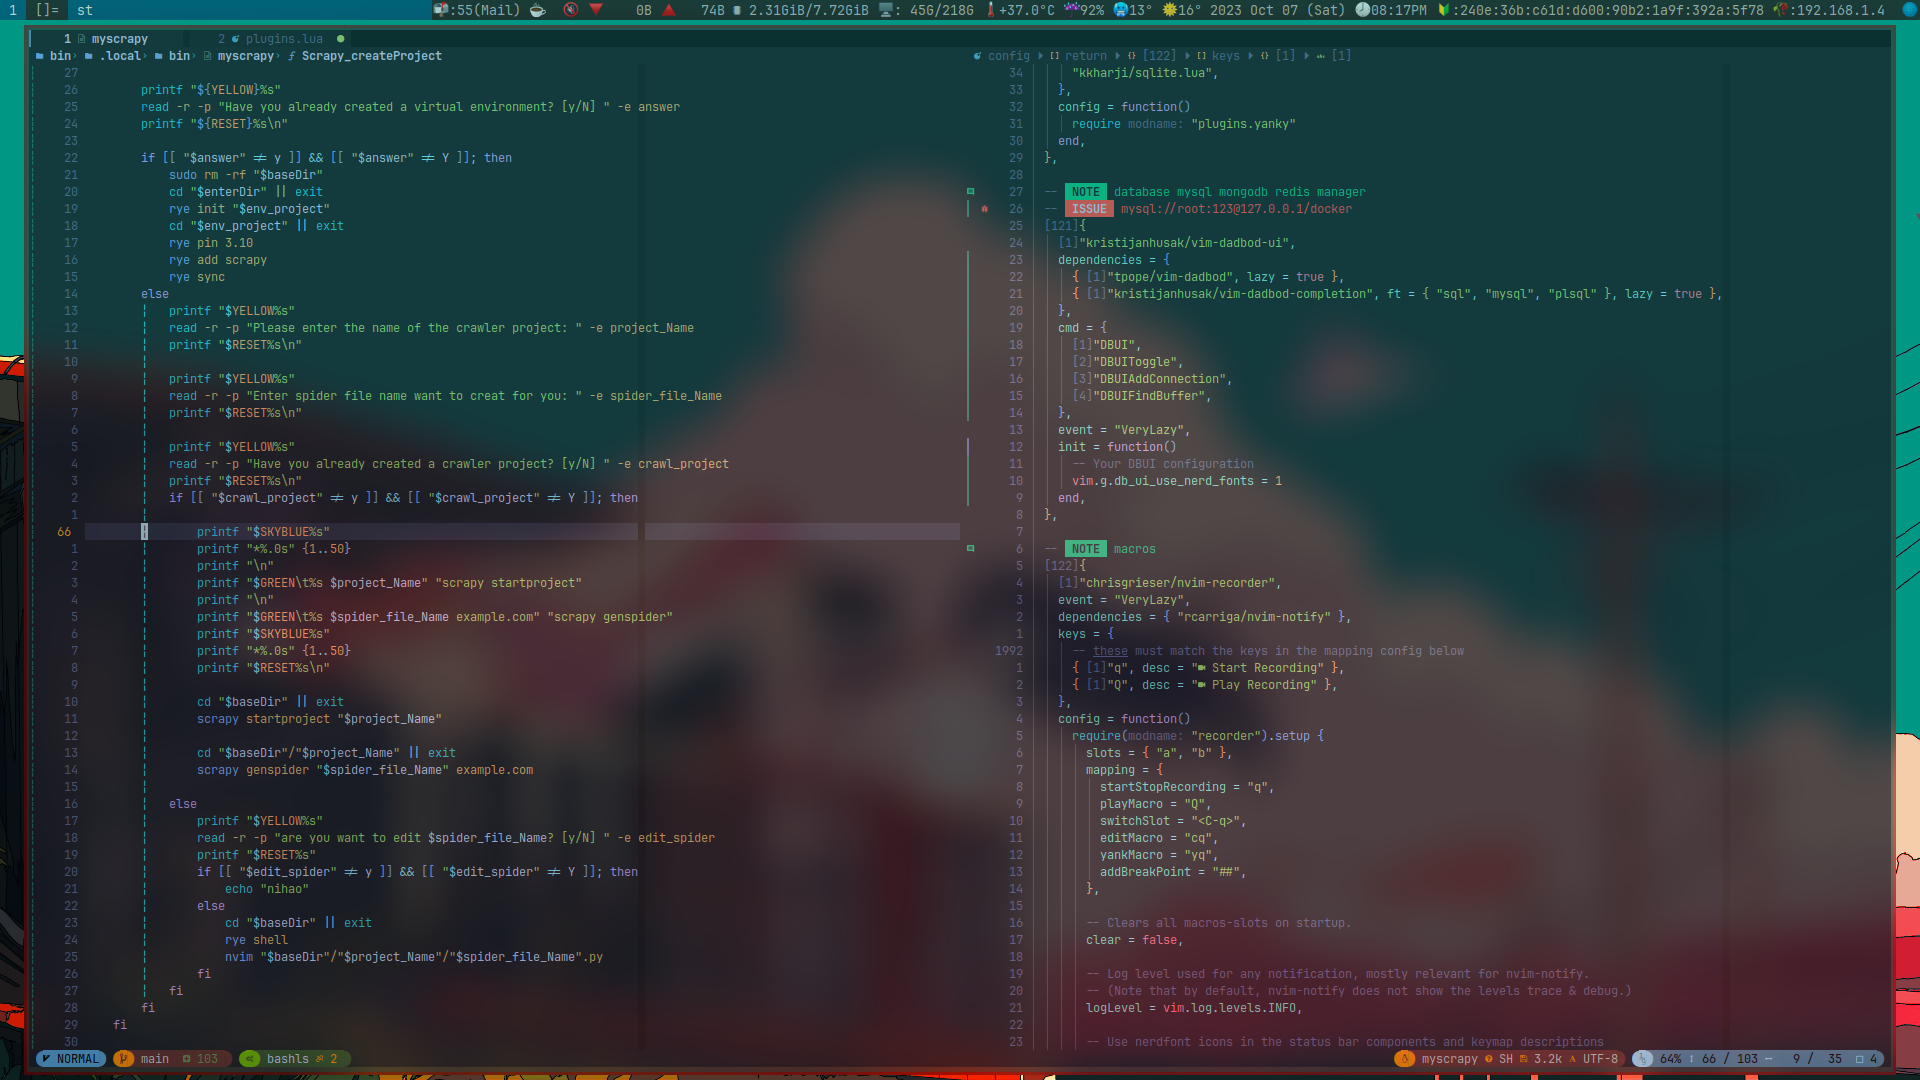 1 []= st :55(Mail) 0B 74B 2.31GiB/7.72GiB : 45G/218G +37.0°C 92% 13° 16° 2023 Oct 07 (Sat) 08:17PM :240e:36b:c61d:d600:90b2:1a9f:392a:5f78 :192.168.1.4
1 myscrapy 2 plugins.lua
bin › .local › bin › myscrapy › Scrapy_createProject
27
26 printf "${YELLOW}%s"
25 read -r -p "Have you already created a virtual environment? [y/N] " -e answer
24 printf "${RESET}%s\n"
23
22 if [[ "$answer" != y ]] && [[ "$answer" != Y ]]; then
21 sudo rm -rf "$baseDir"
20 cd "$enterDir" || exit
19 rye init "$env_project"
18 cd "$env_project" || exit
17 rye pin 3.10
16 rye add scrapy
15 rye sync
14 else
13 printf "$YELLOW%s"
12 read -r -p "Please enter the name of the crawler project: " -e project_Name
11 printf "$RESET%s\n"
10
9 printf "$YELLOW%s"
8 read -r -p "Enter spider file name want to creat for you: " -e spider_file_Name
7 printf "$RESET%s\n"
6
5 printf "$YELLOW%s"
4 read -r -p "Have you already created a crawler project? [y/N] " -e crawl_project
3 printf "$RESET%s\n"
2 if [[ "$crawl_project" != y ]] && [[ "$crawl_project" != Y ]]; then
1
66 printf "$SKYBLUE%s"
1 printf "*%.0s" {1..50}
2 printf "\n"
3 printf "$GREEN\t%s $project_Name" "scrapy startproject"
4 printf "\n"
5 printf "$GREEN\t%s $spider_file_Name example.com" "scrapy genspider"
6 printf "$SKYBLUE%s"
7 printf "*%.0s" {1..50}
8 printf "$RESET%s\n"
9
10 cd "$baseDir" || exit
11 scrapy startproject "$project_Name"
12
13 cd "$baseDir"/"$project_Name" || exit
14 scrapy genspider "$spider_file_Name" example.com
15
16 else
17 printf "$YELLOW%s"
18 read -r -p "are you want to edit $spider_file_Name? [y/N] " -e edit_spider
19 printf "$RESET%s"
20 if [[ "$edit_spider" != y ]] && [[ "$edit_spider" != Y ]]; then
21 echo "nihao"
22 else
23 cd "$baseDir" || exit
24 rye shell
25 nvim "$baseDir"/"$project_Name"/"$spider_file_Name".py
26 fi
27 fi
28 fi
29 fi
30
config › [] return › {} [122] › [] keys › {} [1] › [1]
34 "kkharji/sqlite.lua",
33 },
32 config = function()
31 require modname: "plugins.yanky"
30 end,
29 },
28
27 -- NOTE database mysql mongodb redis manager
26 -- ISSUE mysql://root:123@127.0.0.1/docker
25 [121]{
24 [1]"kristijanhusak/vim-dadbod-ui",
23 dependencies = {
22 { [1]"tpope/vim-dadbod", lazy = true },
21 { [1]"kristijanhusak/vim-dadbod-completion", ft = { "sql", "mysql", "plsql" }, lazy = true },
20 },
19 cmd = {
18 [1]"DBUI",
17 [2]"DBUIToggle",
16 [3]"DBUIAddConnection",
15 [4]"DBUIFindBuffer",
14 },
13 event = "VeryLazy",
12 init = function()
11 -- Your DBUI configuration
10 vim.g.db_ui_use_nerd_fonts = 1
9 end,
8 },
7
6 -- NOTE macros
5 [122]{
4 [1]"chrisgrieser/nvim-recorder",
3 event = "VeryLazy",
2 dependencies = { "rcarriga/nvim-notify" },
1 keys = {
1992 -- these must match the keys in the mapping config below
1 { [1]"q", desc = " Start Recording" },
2 { [1]"Q", desc = " Play Recording" },
3 },
4 config = function()
5 require(modname: "recorder").setup {
6 slots = { "a", "b" },
7 mapping = {
8 startStopRecording = "q",
9 playMacro = "Q",
10 switchSlot = "<C-q>",
11 editMacro = "cq",
12 yankMacro = "yq",
13 addBreakPoint = "##",
14 },
15
16 -- Clears all macros-slots on startup.
17 clear = false,
18
19 -- Log level used for any notification, mostly relevant for nvim-notify.
20 -- (Note that by default, nvim-notify does not show the levels trace & debug.)
21 logLevel = vim.log.levels.INFO,
22
23 -- Use nerdfont icons in the status bar components and keymap descriptions
NORMAL main 103 bashls 2 myscrapy SH 3.2k UTF-8 64% 66 / 103 9 / 35 4